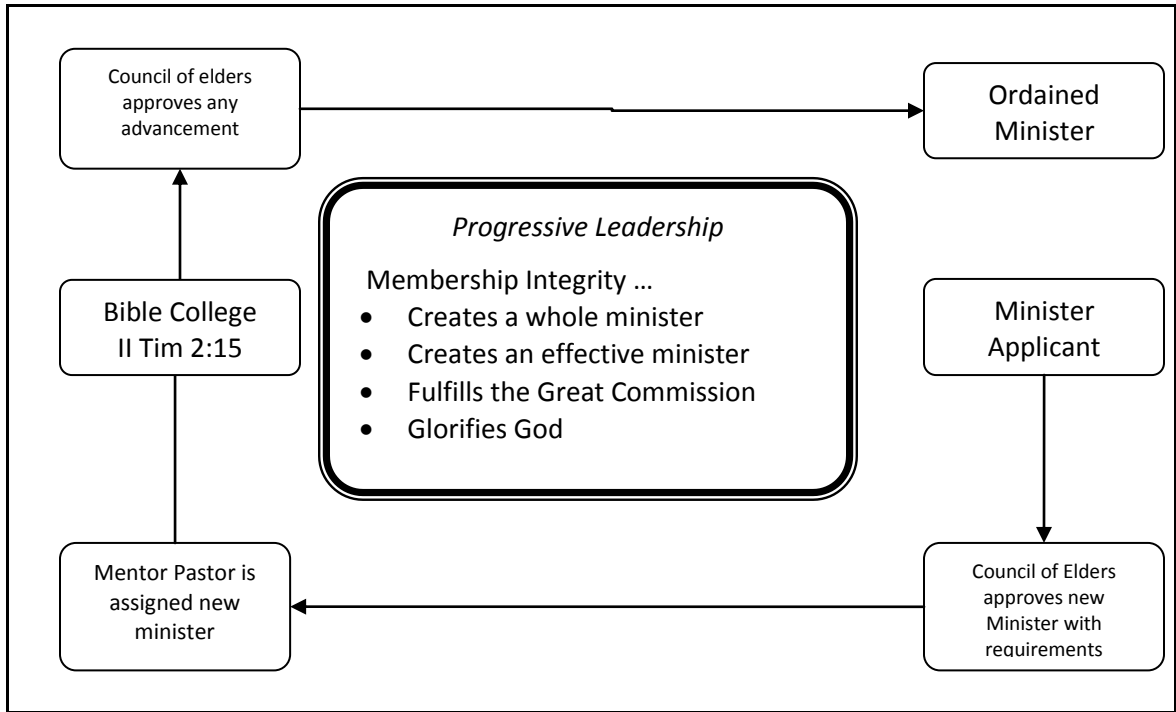 Council of elders
approves any
advancement
Ordained
Minister
Progressive Leadership
Membership Integrity ...
• Creates a whole minister
• Creates an effective minister
• Fulfills the Great Commission
• Glorifies God
Bible College
II Tim 2:15
Minister
Applicant
Mentor Pastor is
assigned new
minister
Council of Elders
approves new
Minister with
requirements